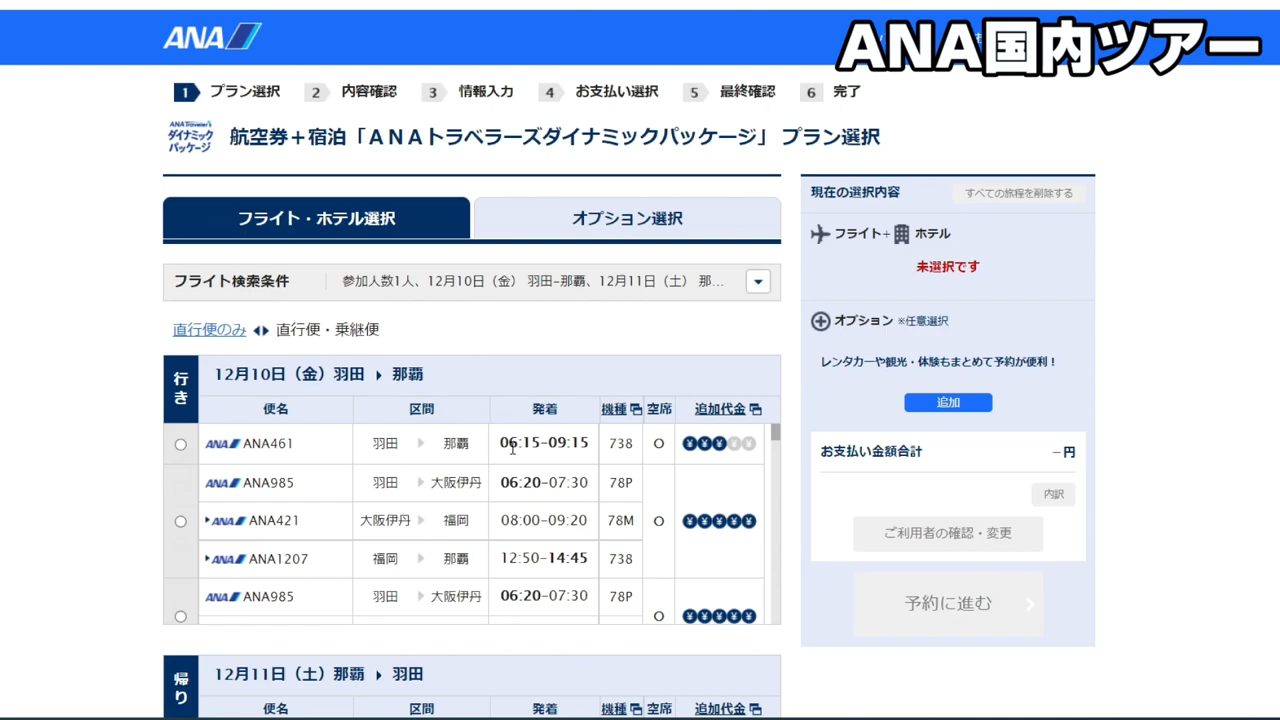 ANA
ANA国内ツアー
1 プラン選択 2 内容確認 3 情報入力 4 お支払い選択 5 最終確認 6 完了
ANA Traveler's
ダイナミック
パッケージ
航空券+宿泊「ANAトラベラーズダイナミックパッケージ」 プラン選択
フライト・ホテル選択 オプション選択
フライト検索条件 参加人数1人、12月10日(金) 羽田-那覇、12月11日(土) 那…
直行便のみ 直行便・乗継便
行き
12月10日(金)羽田 那覇
便名 区間 発着 機種 空席 追加代金
ANA ANA461 羽田 那覇 06:15-09:15 738 O ¥¥¥¥¥
ANA ANA985 羽田 大阪伊丹 06:20-07:30 78P
ANA ANA421 大阪伊丹 福岡 08:00-09:20 78M O ¥¥¥¥¥
ANA ANA1207 福岡 那覇 12:50-14:45 738
ANA ANA985 羽田 大阪伊丹 06:20-07:30 78P
O ¥¥¥¥¥
帰り
12月11日(土)那覇 羽田
便名 区間 発着 機種 空席 追加代金
現在の選択内容 すべての旅程を削除する
フライト+ ホテル
未選択です
オプション ※任意選択
レンタカーや観光・体験もまとめて予約が便利!
追加
お支払い金額合計 −円
内訳
ご利用者の確認・変更
予約に進む